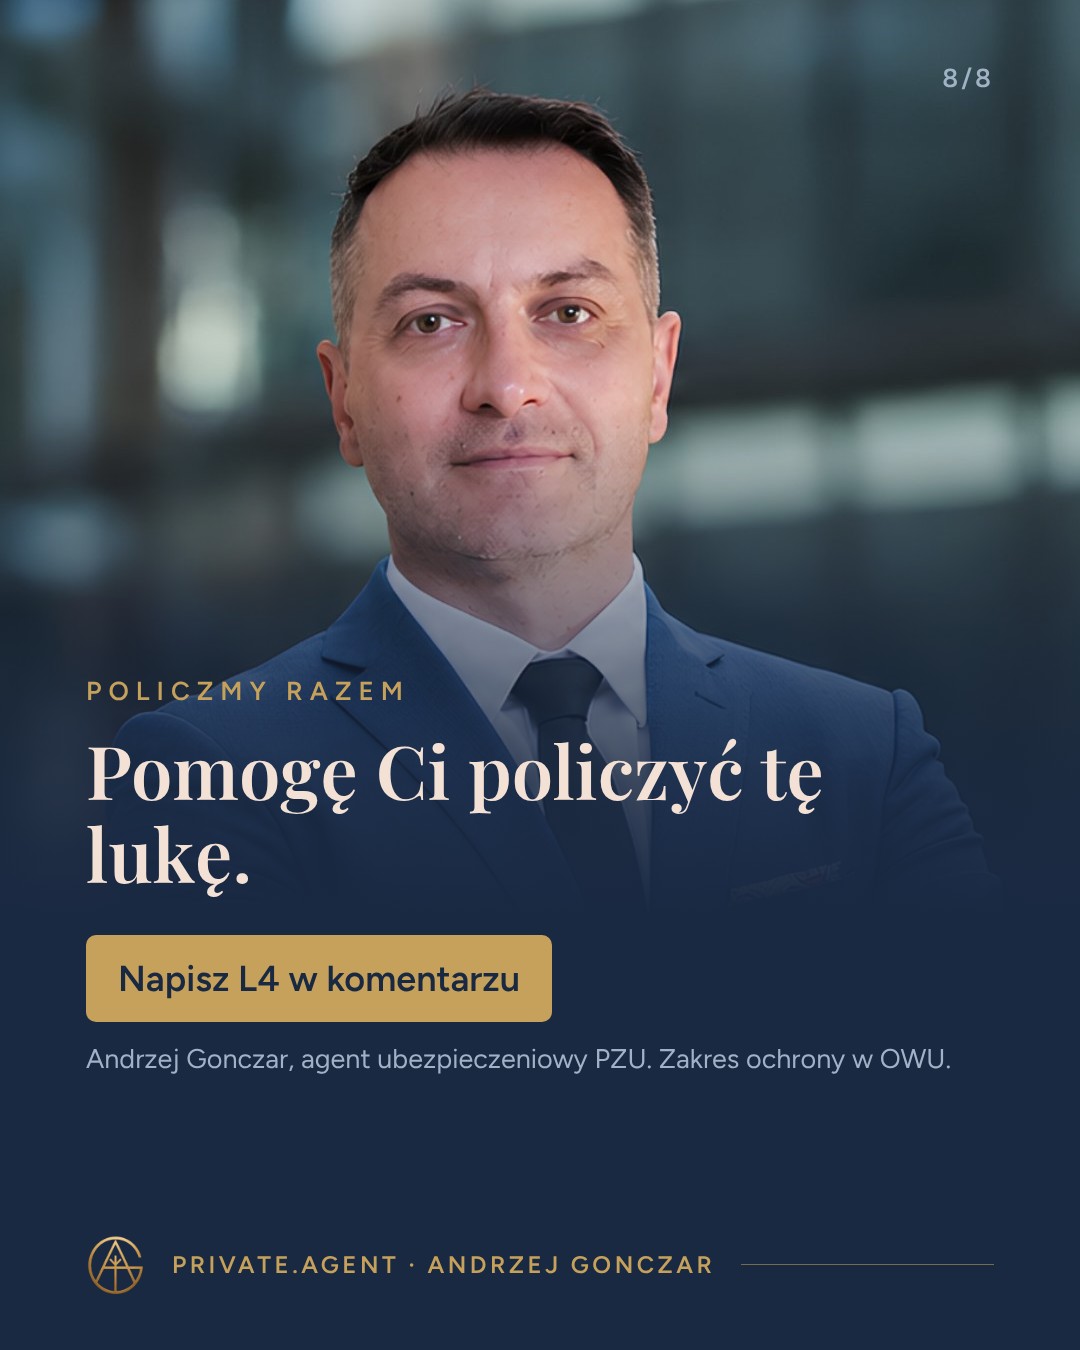 8/8
POLICZMY RAZEM
Pomogę Ci policzyć tę
lukę.
Napisz L4 w komentarzu
Andrzej Gonczar, agent ubezpieczeniowy PZU. Zakres ochrony w OWU.
PRIVATE.AGENT · ANDRZEJ GONCZAR